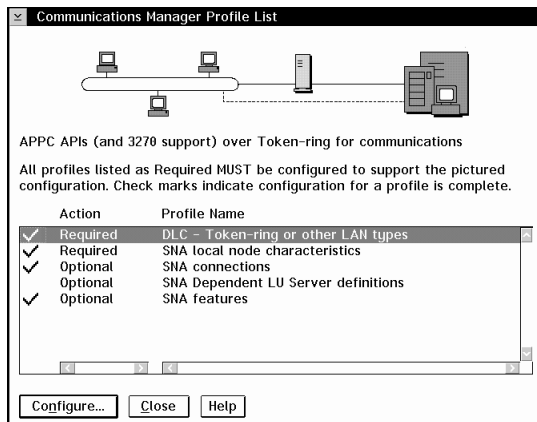 Communications Manager Profile List
APPC APIs (and 3270 support) over Token-ring for communications
All profiles listed as Required MUST be configured to support the pictured
configuration. Check marks indicate configuration for a profile is complete.
Action Profile Name
Required DLC - Token-ring or other LAN types
Required SNA local node characteristics
Optional SNA connections
Optional SNA Dependent LU Server definitions
Optional SNA features
Configure... Close Help